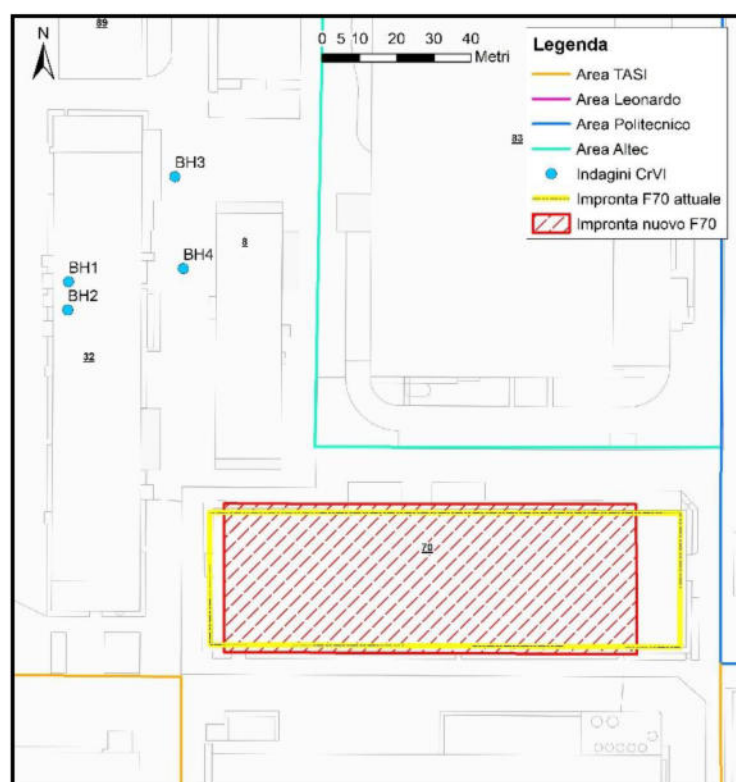 89
N
0 5 10 20 30 40
Metri
Legenda
Area TASI
Area Leonardo
Area Politecnico
Area Altec
Indagini CrVI
Impronta F70 attuale
Impronta nuovo F70
83
BH3
8
BH4
BH1
BH2
32
70